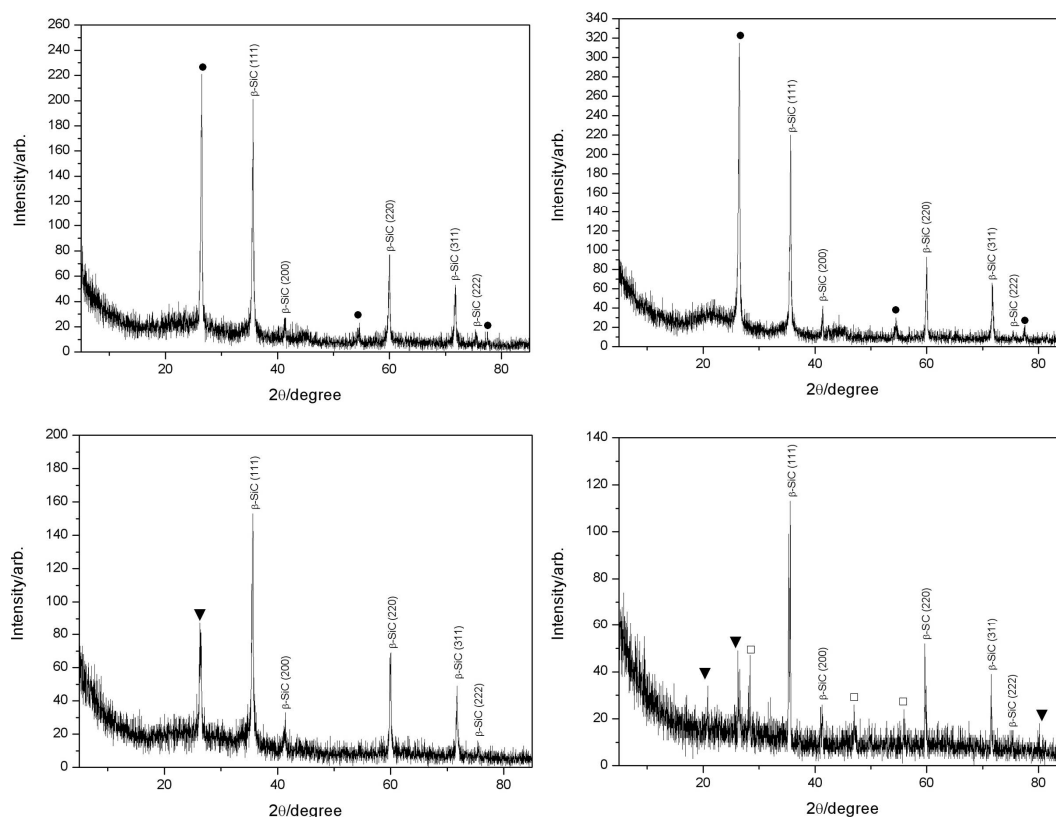 260
240
220
200
180
160
140
120
100
80
60
40
20
0
20
40
60
80
Intensity/arb.
2θ/degree
β-SiC (111)
β-SiC (200)
β-SiC (220)
β-SiC (311)
β-SiC (222)
340
320
300
280
260
240
220
200
180
160
140
120
100
80
60
40
20
0
20
40
60
80
Intensity/arb.
2θ/degree
β-SiC (111)
β-SiC (200)
β-SiC (220)
β-SiC (311)
β-SiC (222)
200
180
160
140
120
100
80
60
40
20
0
20
40
60
80
Intensity/arb.
2θ/degree
β-SiC (111)
β-SiC (200)
β-SiC (220)
β-SiC (311)
β-SiC (222)
140
120
100
80
60
40
20
0
20
40
60
80
Intensity/arb.
2θ/degree
β-SiC (111)
β-SiC (200)
β-SC (220)
β-SiC (311)
β-SiC (222)